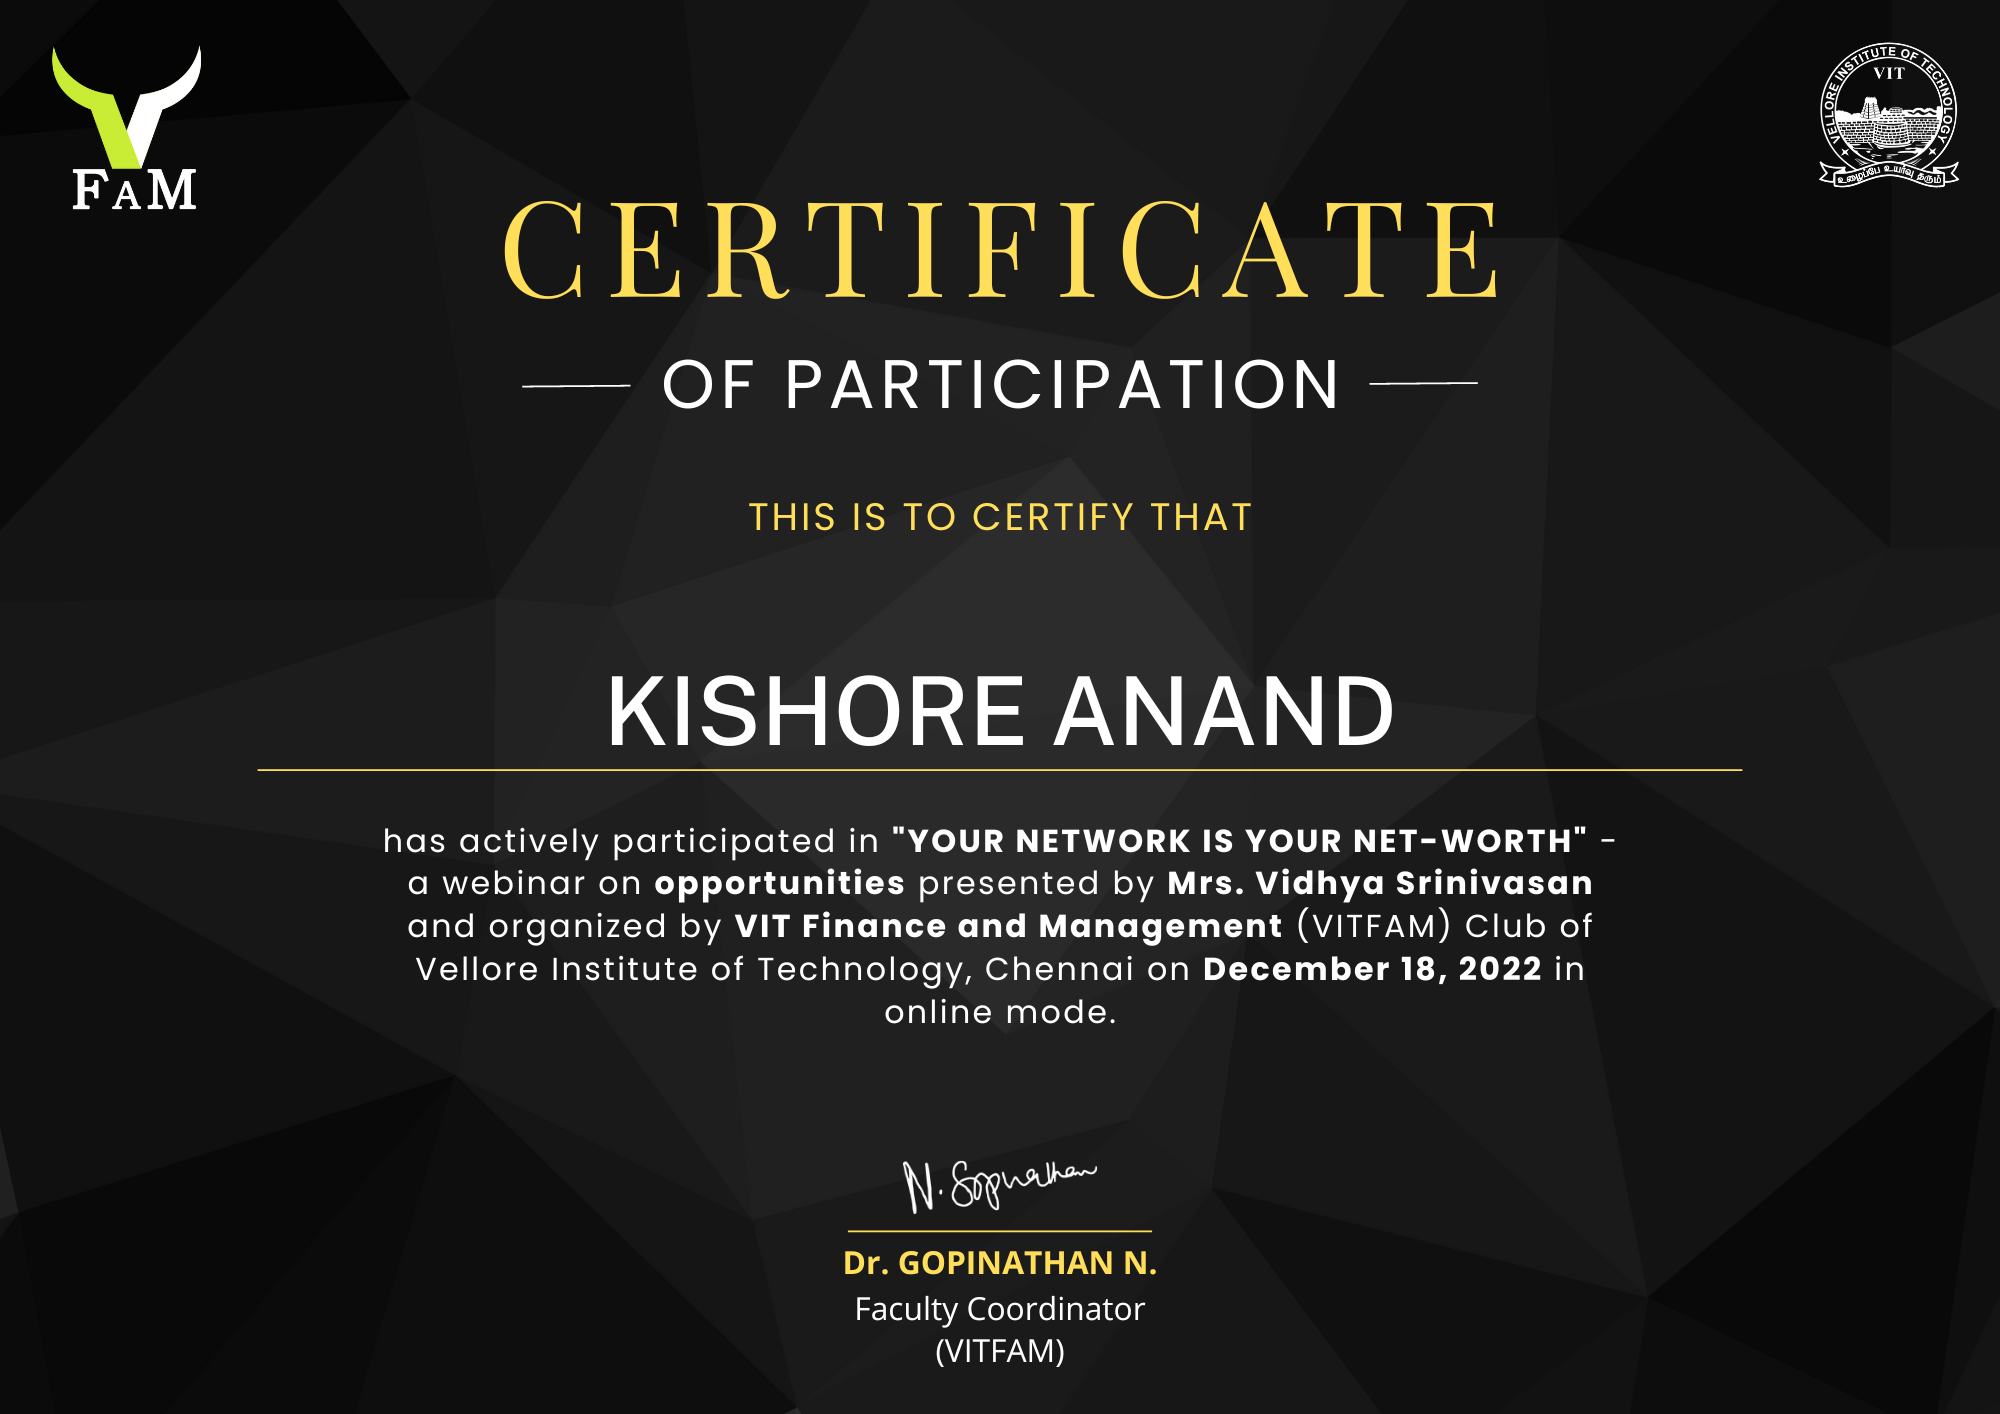 FAM
VELLORE INSTITUTE OF TECHNOLOGY
VIT
உழைப்பே உயர்வு தரும்
CERTIFICATE
OF PARTICIPATION
THIS IS TO CERTIFY THAT
KISHORE ANAND
has actively participated in "YOUR NETWORK IS YOUR NET-WORTH" -
a webinar on opportunities presented by Mrs. Vidhya Srinivasan
and organized by VIT Finance and Management (VITFAM) Club of
Vellore Institute of Technology, Chennai on December 18, 2022 in
online mode.
N. Gopinathan
Dr. GOPINATHAN N.
Faculty Coordinator
(VITFAM)